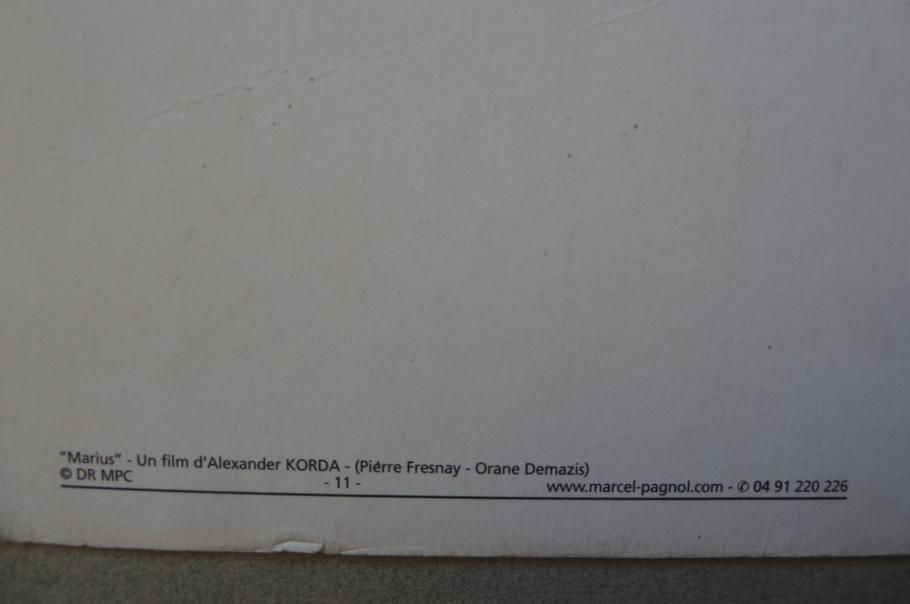 "Marius" - Un film d'Alexander KORDA - (Piérre Fresnay - Orane Demazis)
© DR MPC
- 11 -
www.marcel-pagnol.com - ✆ 04 91 220 226